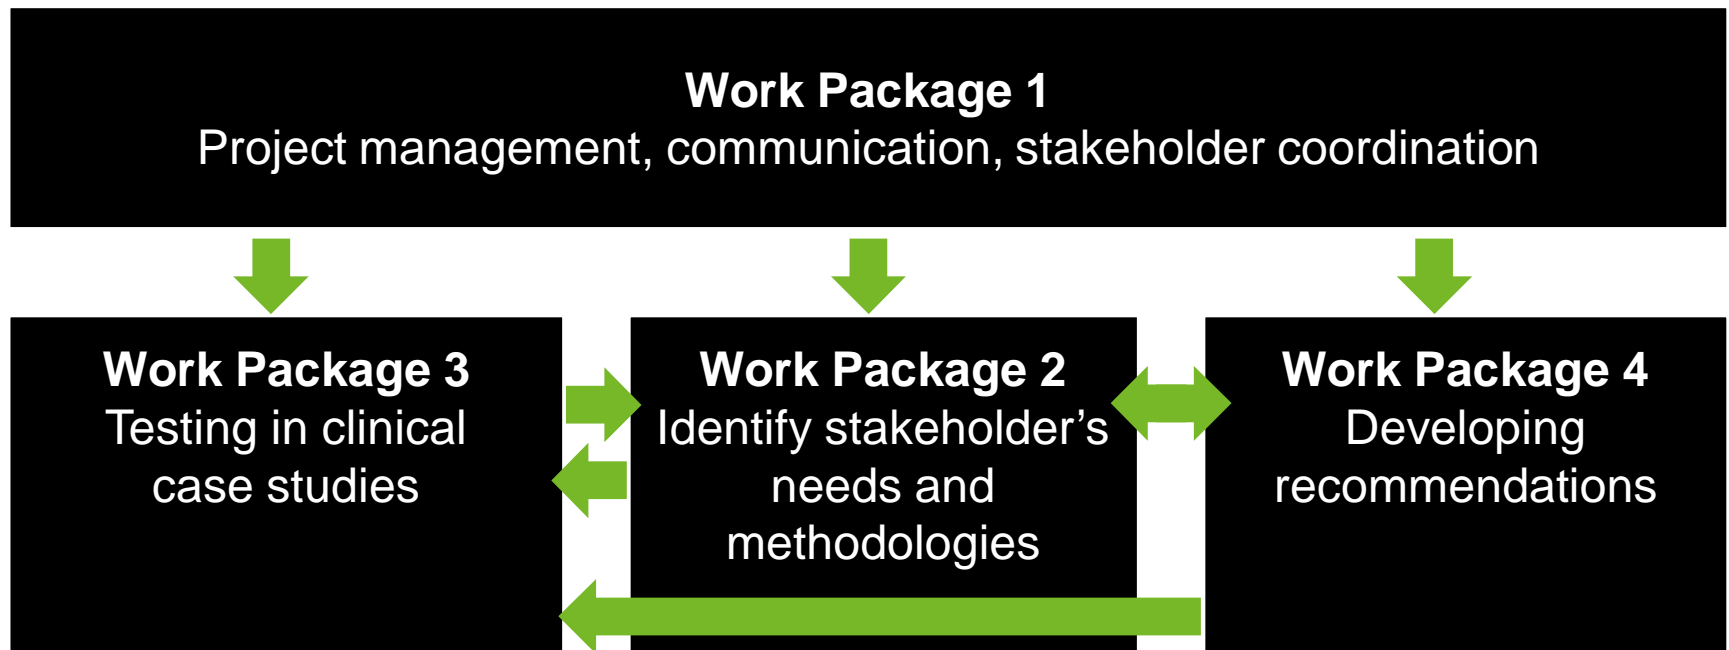 Work Package 1
Project management, communication, stakeholder coordination
Work Package 3
Testing in clinical
case studies
Work Package 2
Identify stakeholder’s
needs and
methodologies
Work Package 4
Developing
recommendations